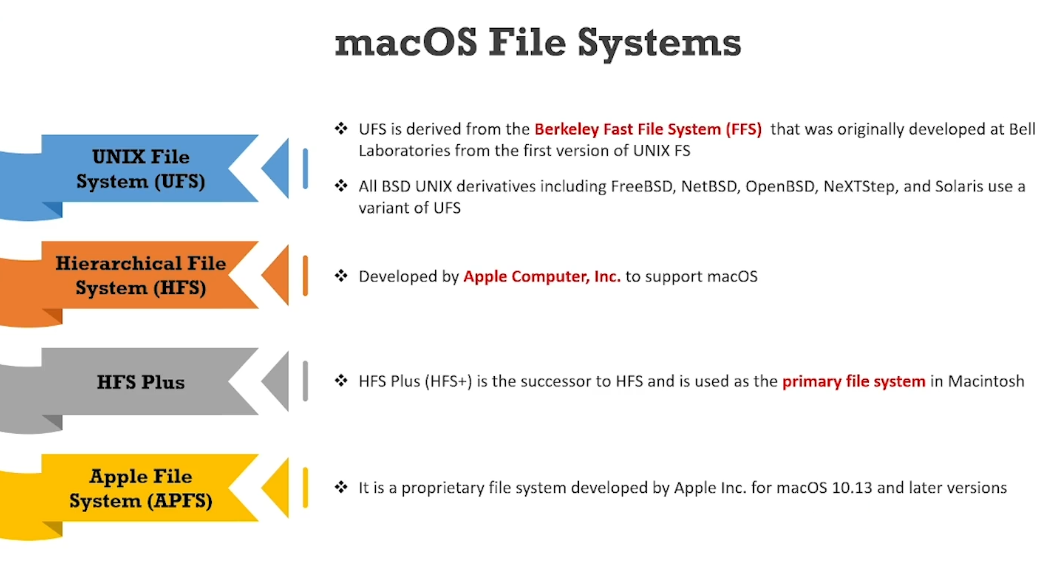 macOS File Systems
UNIX File
System (UFS)
❖ UFS is derived from the Berkeley Fast File System (FFS) that was originally developed at Bell
Laboratories from the first version of UNIX FS
❖ All BSD UNIX derivatives including FreeBSD, NetBSD, OpenBSD, NeXTStep, and Solaris use a
variant of UFS
Hierarchical File
System (HFS)
❖ Developed by Apple Computer, Inc. to support macOS
HFS Plus
❖ HFS Plus (HFS+) is the successor to HFS and is used as the primary file system in Macintosh
Apple File
System (APFS)
❖ It is a proprietary file system developed by Apple Inc. for macOS 10.13 and later versions